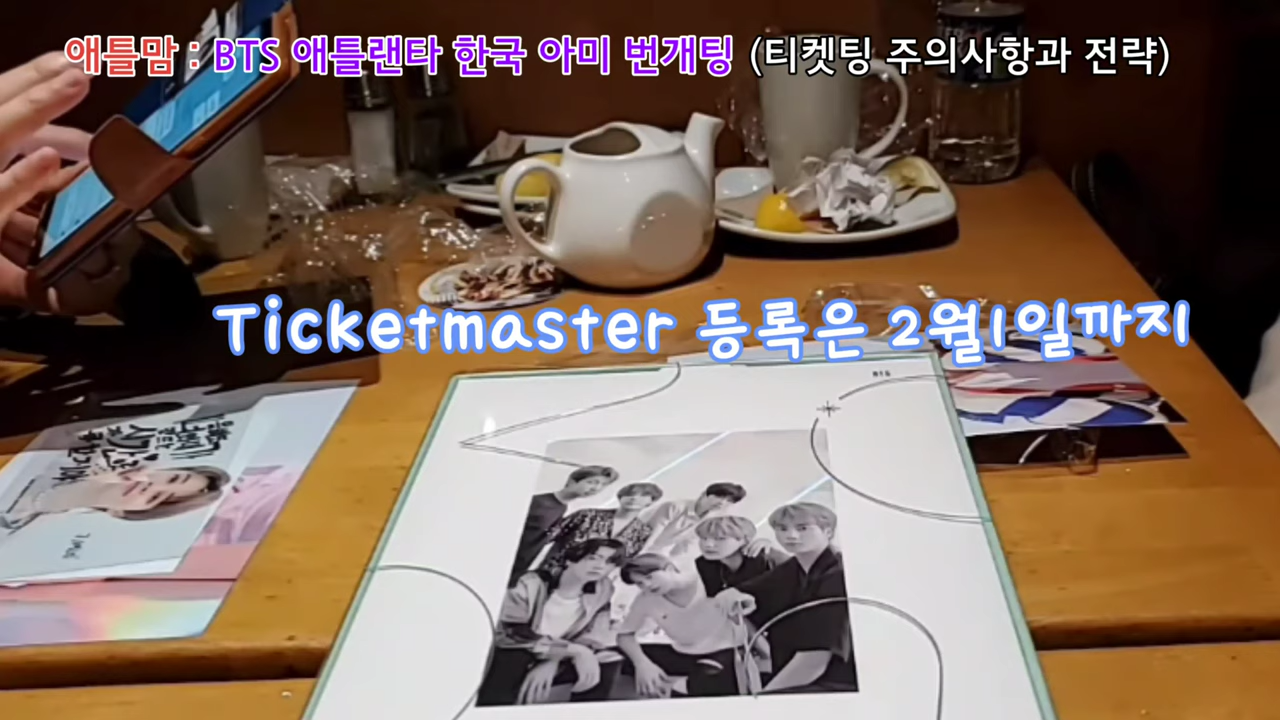 애틀맘 : BTS 애틀랜타 한국 아미 번개팅 (티켓팅 주의사항과 전략)
Ticketmaster 등록은 2월1일까지
BTS